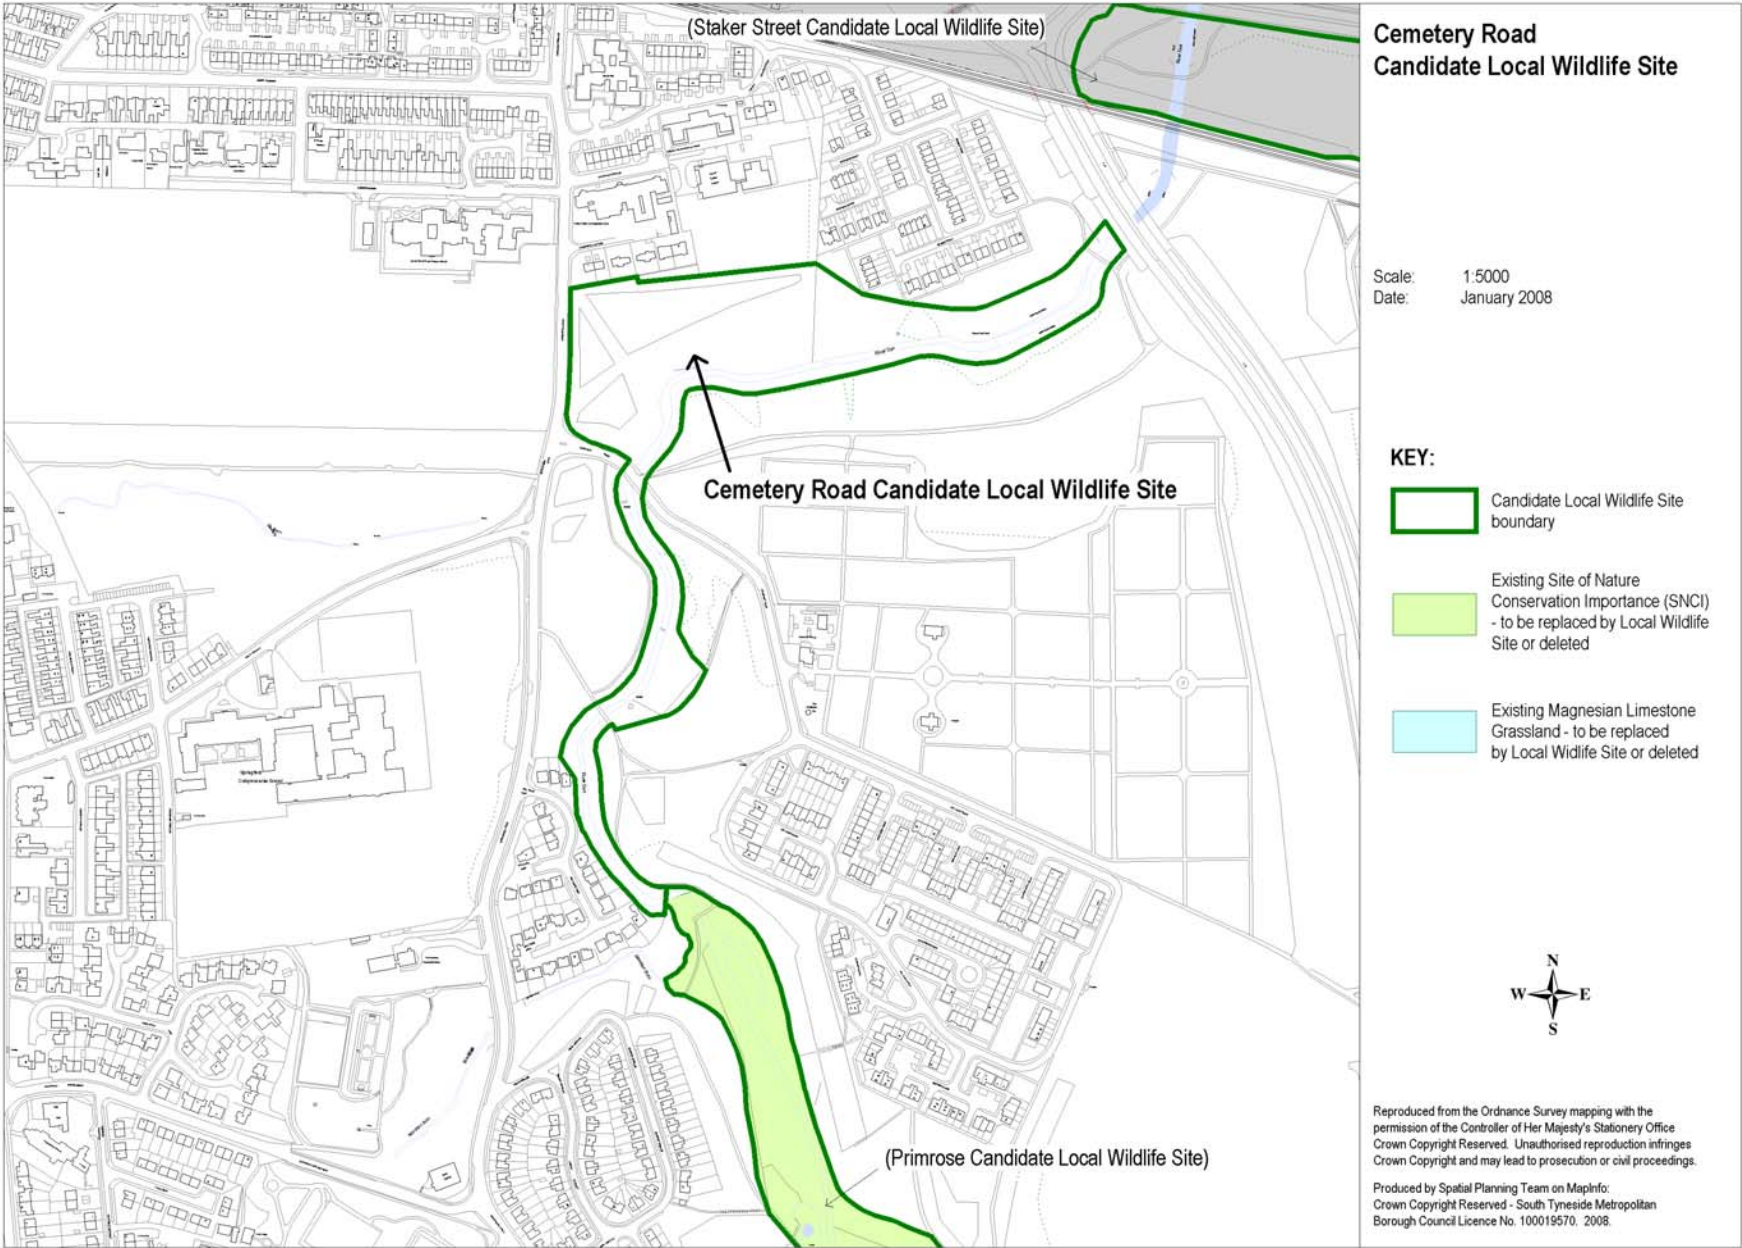 (Staker Street Candidate Local Wildlife Site)
Cemetery Road Candidate Local Wildlife Site
(Primrose Candidate Local Wildlife Site)
Cemetery Road
Candidate Local Wildlife Site
Scale: 1:5000
Date: January 2008
KEY:
Candidate Local Wildlife Site
boundary
Existing Site of Nature
Conservation Importance (SNCI)
- to be replaced by Local Wildlife
Site or deleted
Existing Magnesian Limestone
Grassland - to be replaced
by Local Widlife Site or deleted
N
W E
S
Reproduced from the Ordnance Survey mapping with the
permission of the Controller of Her Majesty's Stationery Office
Crown Copyright Reserved. Unauthorised reproduction infringes
Crown Copyright and may lead to prosecution or civil proceedings.
Produced by Spatial Planning Team on MapInfo:
Crown Copyright Reserved - South Tyneside Metropolitan
Borough Council Licence No. 100019570. 2008.